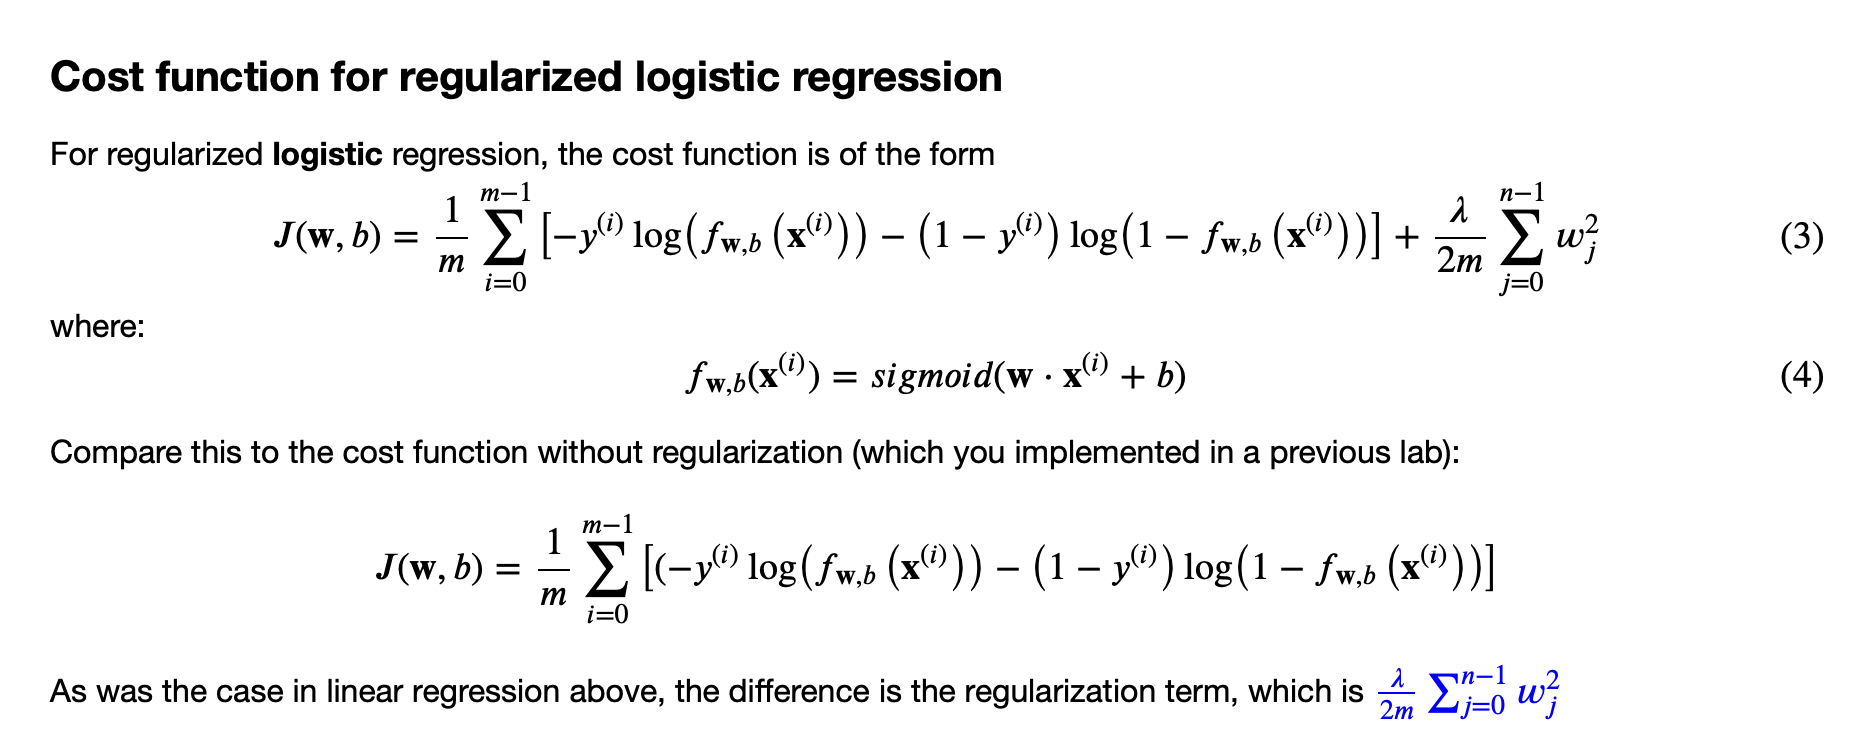 Cost function for regularized logistic regression
For regularized logistic regression, the cost function is of the form
$$J(\mathbf{w}, b) = \frac{1}{m} \sum_{i=0}^{m-1} \left[ -y^{(i)} \log\left(f_{\mathbf{w},b}\left(\mathbf{x}^{(i)}\right)\right) - \left(1 - y^{(i)}\right) \log\left(1 - f_{\mathbf{w},b}\left(\mathbf{x}^{(i)}\right)\right) \right] + \frac{\lambda}{2m} \sum_{j=0}^{n-1} w_j^2 \quad (3)$$
where:
$$f_{\mathbf{w},b}(\mathbf{x}^{(i)}) = sigmoid(\mathbf{w} \cdot \mathbf{x}^{(i)} + b) \quad (4)$$
Compare this to the cost function without regularization (which you implemented in a previous lab):
$$J(\mathbf{w}, b) = \frac{1}{m} \sum_{i=0}^{m-1} \left[ (-y^{(i)} \log\left(f_{\mathbf{w},b}\left(\mathbf{x}^{(i)}\right)\right) - \left(1 - y^{(i)}\right) \log\left(1 - f_{\mathbf{w},b}\left(\mathbf{x}^{(i)}\right)\right) \right]$$
As was the case in linear regression above, the difference is the regularization term, which is $\frac{\lambda}{2m} \sum_{j=0}^{n-1} w_j^2$